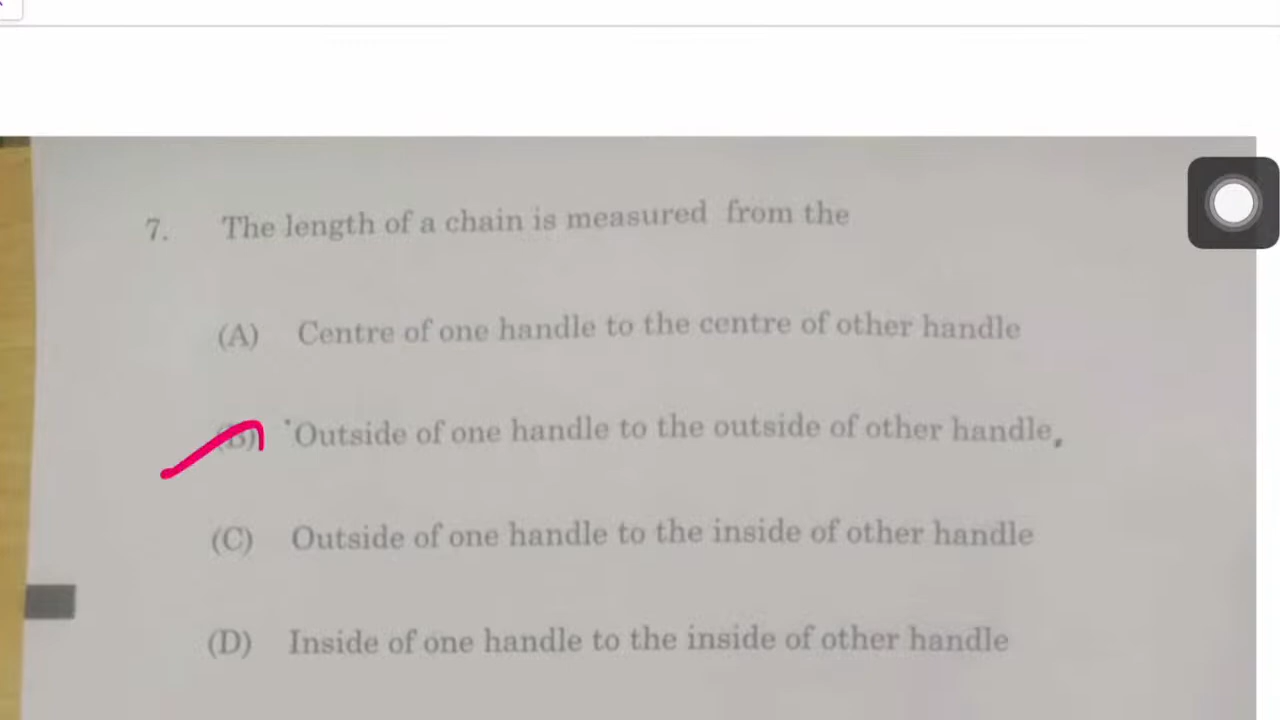 7. The length of a chain is measured from the
(A) Centre of one handle to the centre of other handle
(B) Outside of one handle to the outside of other handle
(C) Outside of one handle to the inside of other handle
(D) Inside of one handle to the inside of other handle